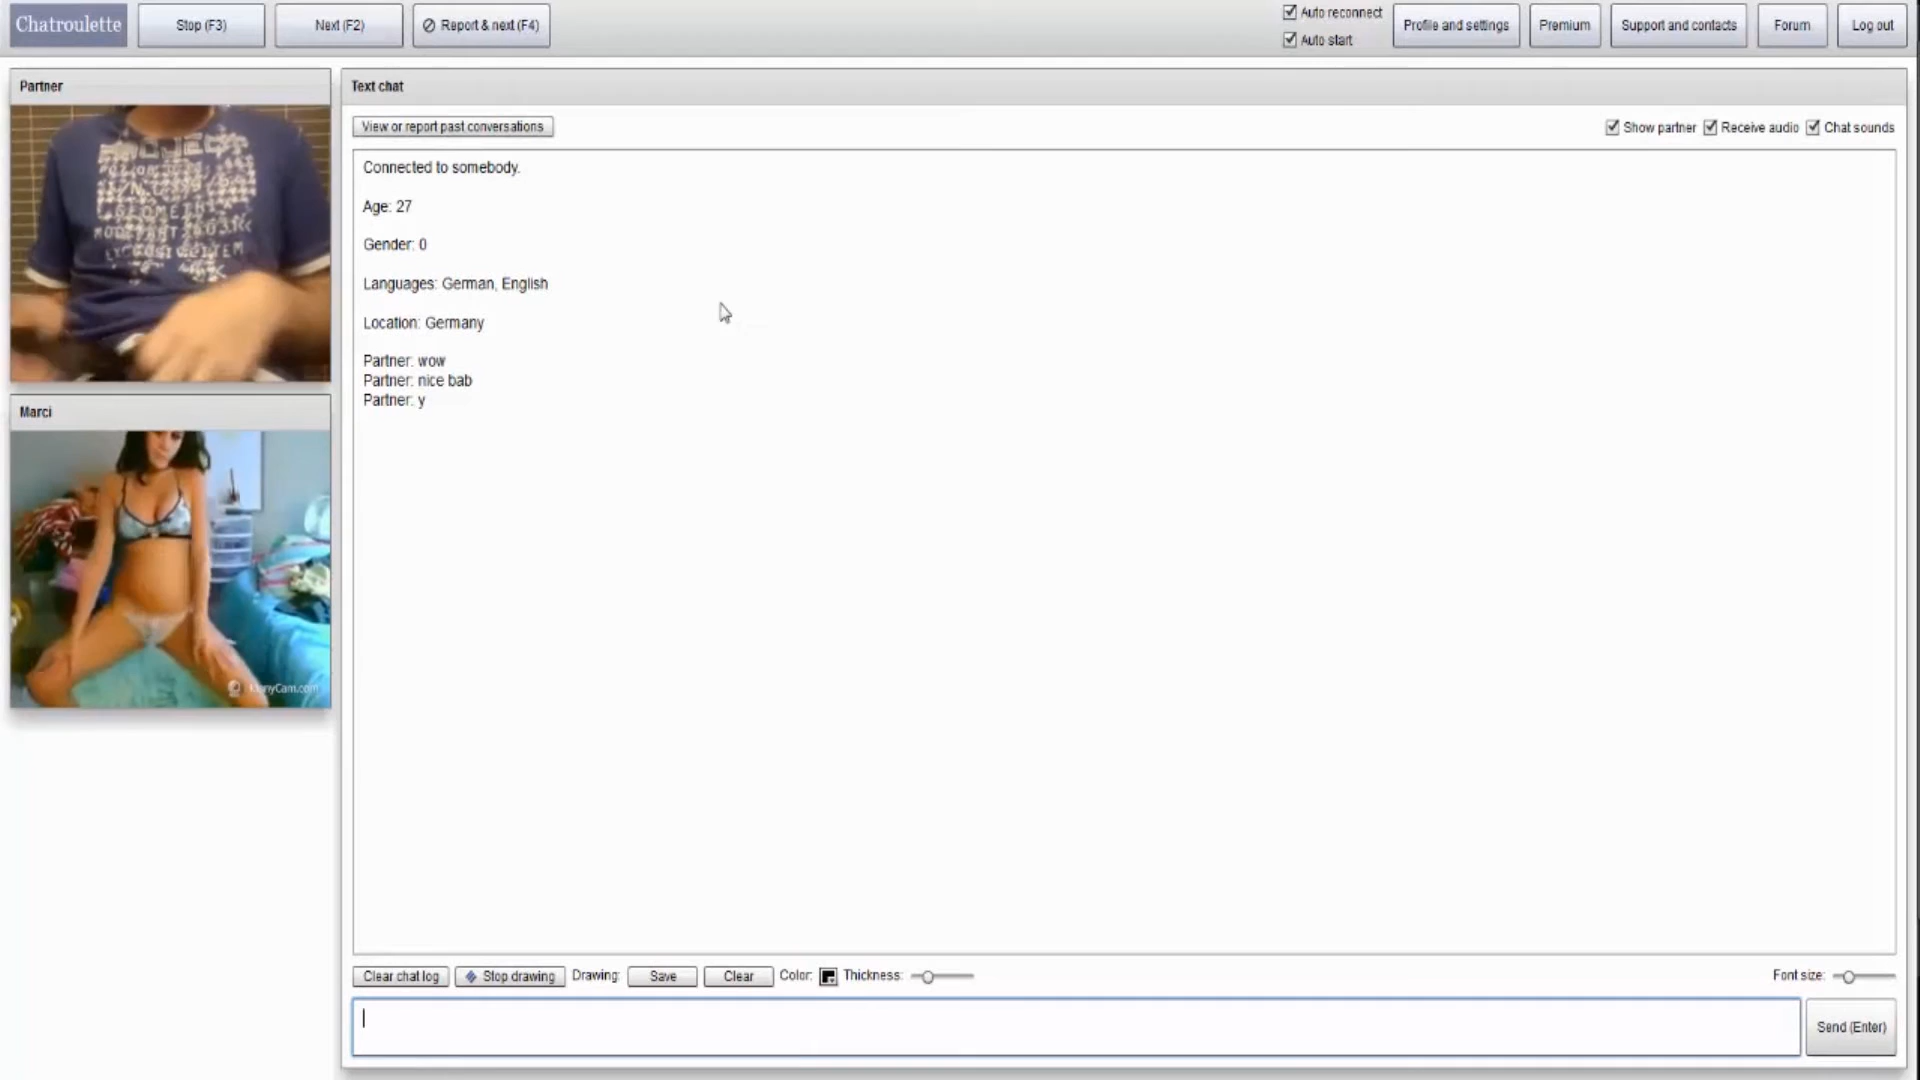 Chatroulette
Stop (F3)
Next (F2)
Report & next (F4)
Auto reconnect
Auto start
Profile and settings
Premium
Support and contacts
Forum
Log out
Partner
Marci
ManyCam.com
Text chat
View or report past conversations
Show partner
Receive audio
Chat sounds
Connected to somebody.
Age: 27
Gender: 0
Languages: German, English
Location: Germany
Partner: wow
Partner: nice bab
Partner: y
Clear chat log
Stop drawing
Drawing:
Save
Clear
Color:
Thickness:
Font size:
Send (Enter)